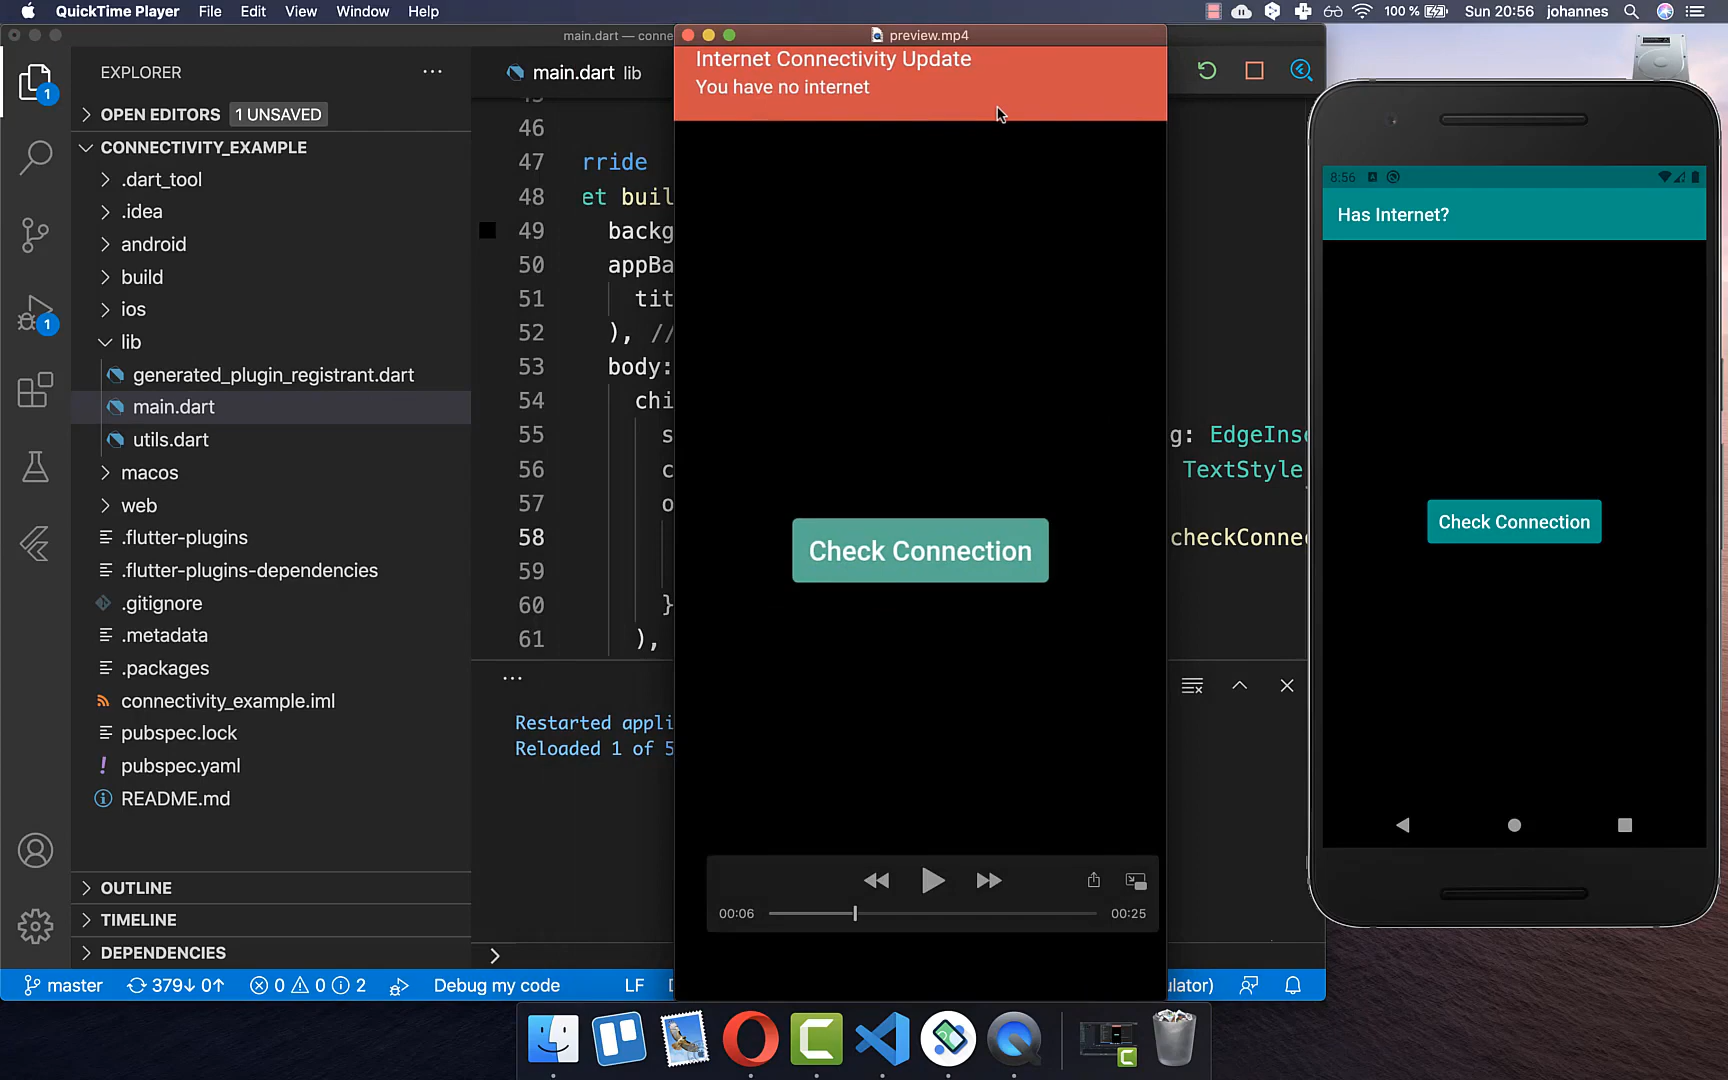 QuickTime Player File Edit View Window Help 100 % Sun 20:56 johannes
main.dart — conne
preview.mp4
EXPLORER
OPEN EDITORS 1 UNSAVED
CONNECTIVITY_EXAMPLE
.dart_tool
.idea
android
build
ios
lib
generated_plugin_registrant.dart
main.dart
utils.dart
macos
web
.flutter-plugins
.flutter-plugins-dependencies
.gitignore
.metadata
.packages
connectivity_example.iml
pubspec.lock
pubspec.yaml
README.md
OUTLINE
TIMELINE
DEPENDENCIES
1
1
main.dart lib
46
47 rride
48 et buil
49 backg
50 appBa
51 tit
52 ), //
53 body:
54 chi
55 s g: EdgeInse
56 c TextStyle
57 o
58 checkConnec
59
60 }
61 ),
Restarted appli
Reloaded 1 of 5
Internet Connectivity Update
You have no internet
Check Connection
00:06 00:25
8:56
Has Internet?
Check Connection
master 379↓ 0↑ 0 0 2 Debug my code LF ulator)